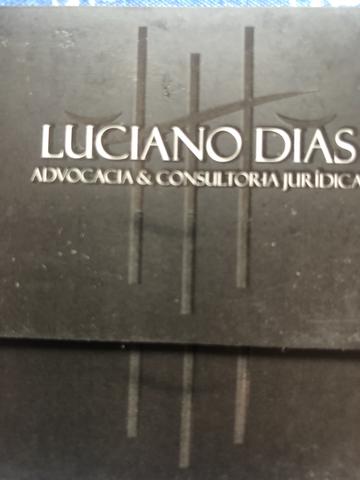 LUCIANO DIAS
ADVOCACIA & CONSULTORIA JURÍDICA